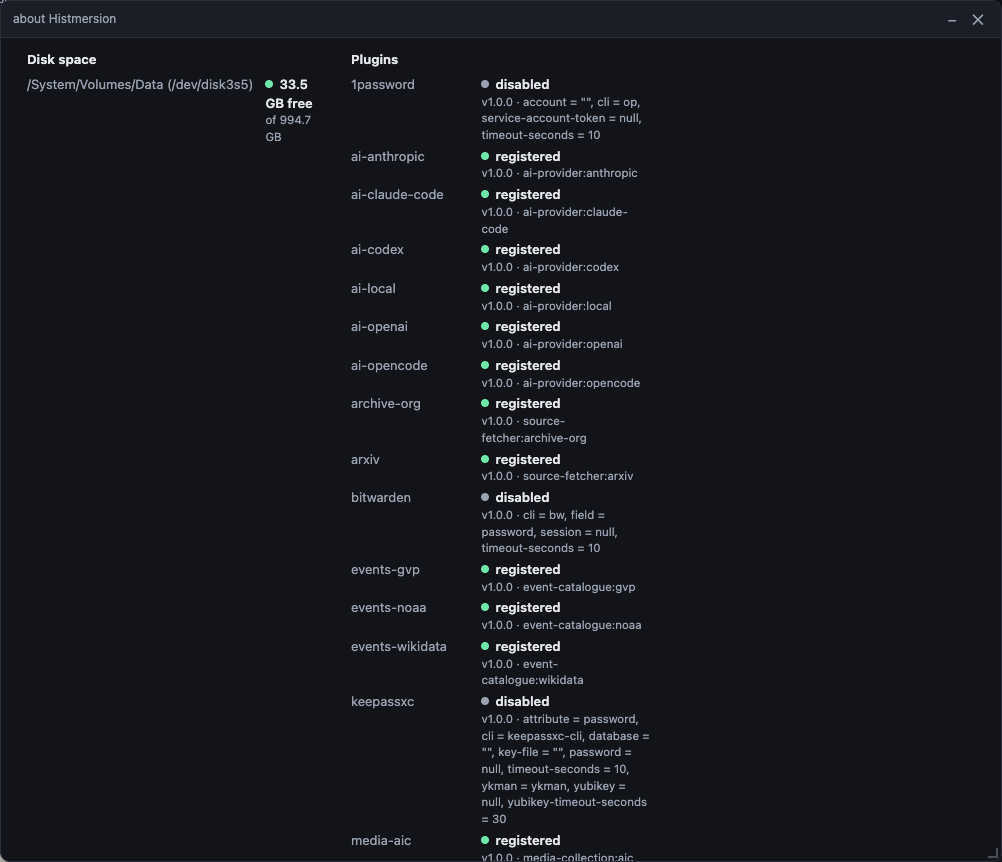 about Histmersion
Disk space
/System/Volumes/Data (/dev/disk3s5)
33.5
GB free
of 994.7
GB
Plugins
1password
disabled
v1.0.0 · account = "", cli = op,
service-account-token = null,
timeout-seconds = 10
ai-anthropic
registered
v1.0.0 · ai-provider:anthropic
ai-claude-code
registered
v1.0.0 · ai-provider:claude-
code
ai-codex
registered
v1.0.0 · ai-provider:codex
ai-local
registered
v1.0.0 · ai-provider:local
ai-openai
registered
v1.0.0 · ai-provider:openai
ai-opencode
registered
v1.0.0 · ai-provider:opencode
archive-org
registered
v1.0.0 · source-
fetcher:archive-org
arxiv
registered
v1.0.0 · source-fetcher:arxiv
bitwarden
disabled
v1.0.0 · cli = bw, field =
password, session = null,
timeout-seconds = 10
events-gvp
registered
v1.0.0 · event-catalogue:gvp
events-noaa
registered
v1.0.0 · event-catalogue:noaa
events-wikidata
registered
v1.0.0 · event-
catalogue:wikidata
keepassxc
disabled
v1.0.0 · attribute = password,
cli = keepassxc-cli, database =
"", key-file = "", password =
null, timeout-seconds = 10,
ykman = ykman, yubikey =
null, yubikey-timeout-seconds
= 30
media-aic
registered
v1.0.0 · media-collection:aic